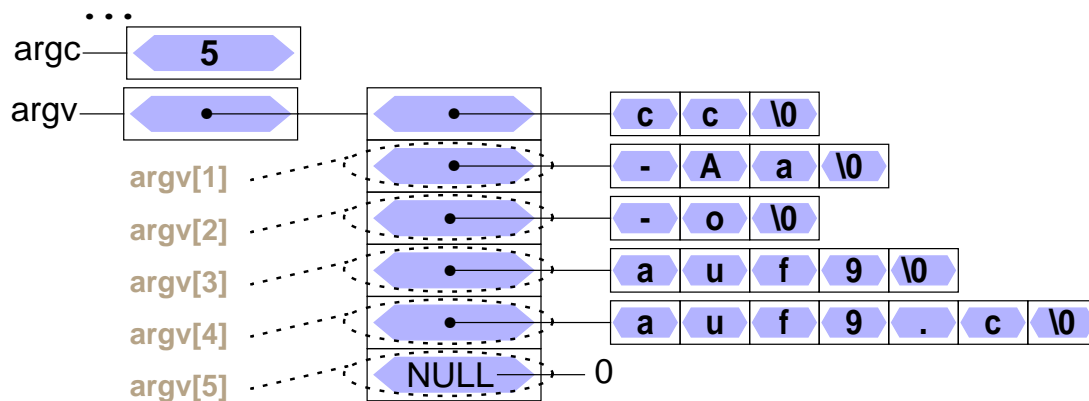 ...
argc 5
argv c c \0
argv[1] - A a \0
argv[2] - o \0
argv[3] a u f 9 \0
argv[4] a u f 9 . c \0
argv[5] NULL 0